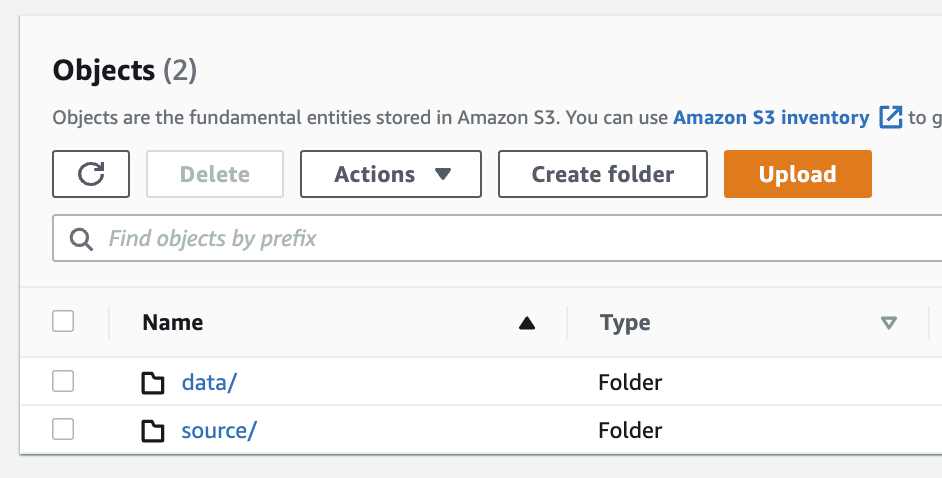 Objects (2)
Objects are the fundamental entities stored in Amazon S3. You can use Amazon S3 inventory to
Delete Actions Create folder Upload
Find objects by prefix
Name Type
data/ Folder
source/ Folder